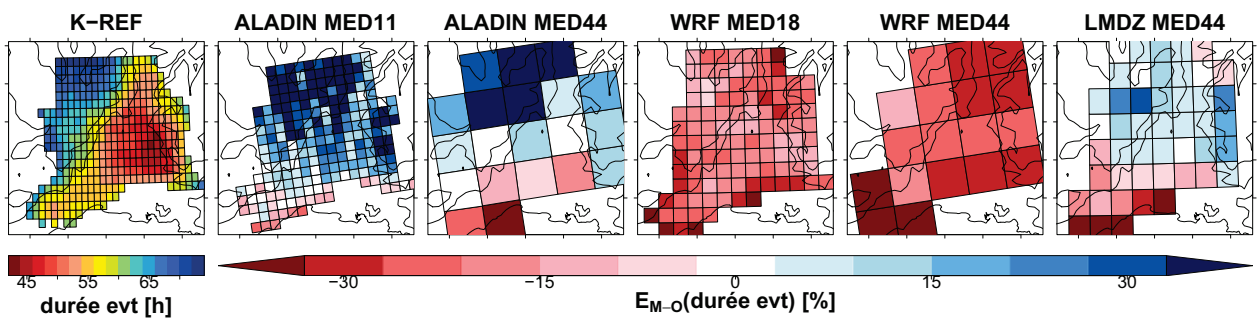 K−REF ALADIN MED11 ALADIN MED44 WRF MED18 WRF MED44 LMDZ MED44
45 55 65 −30 −15 0 15 30
durée evt [h] E_M−O(durée evt) [%]